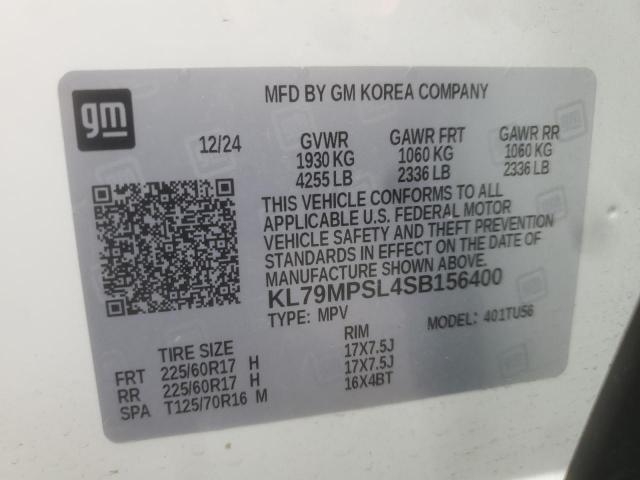 gm
MFD BY GM KOREA COMPANY
12/24 GVWR GAWR FRT GAWR RR
1930 KG 1060 KG 1060 KG
4255 LB 2336 LB 2336 LB
THIS VEHICLE CONFORMS TO ALL
APPLICABLE U.S. FEDERAL MOTOR
VEHICLE SAFETY AND THEFT PREVENTION
STANDARDS IN EFFECT ON THE DATE OF
MANUFACTURE SHOWN ABOVE.
KL79MPSL4SB156400
TYPE: MPV MODEL: 401TU56
TIRE SIZE RIM
FRT 225/60R17 H 17X7.5J
RR 225/60R17 H 17X7.5J
SPA T125/70R16 M 16X4BT